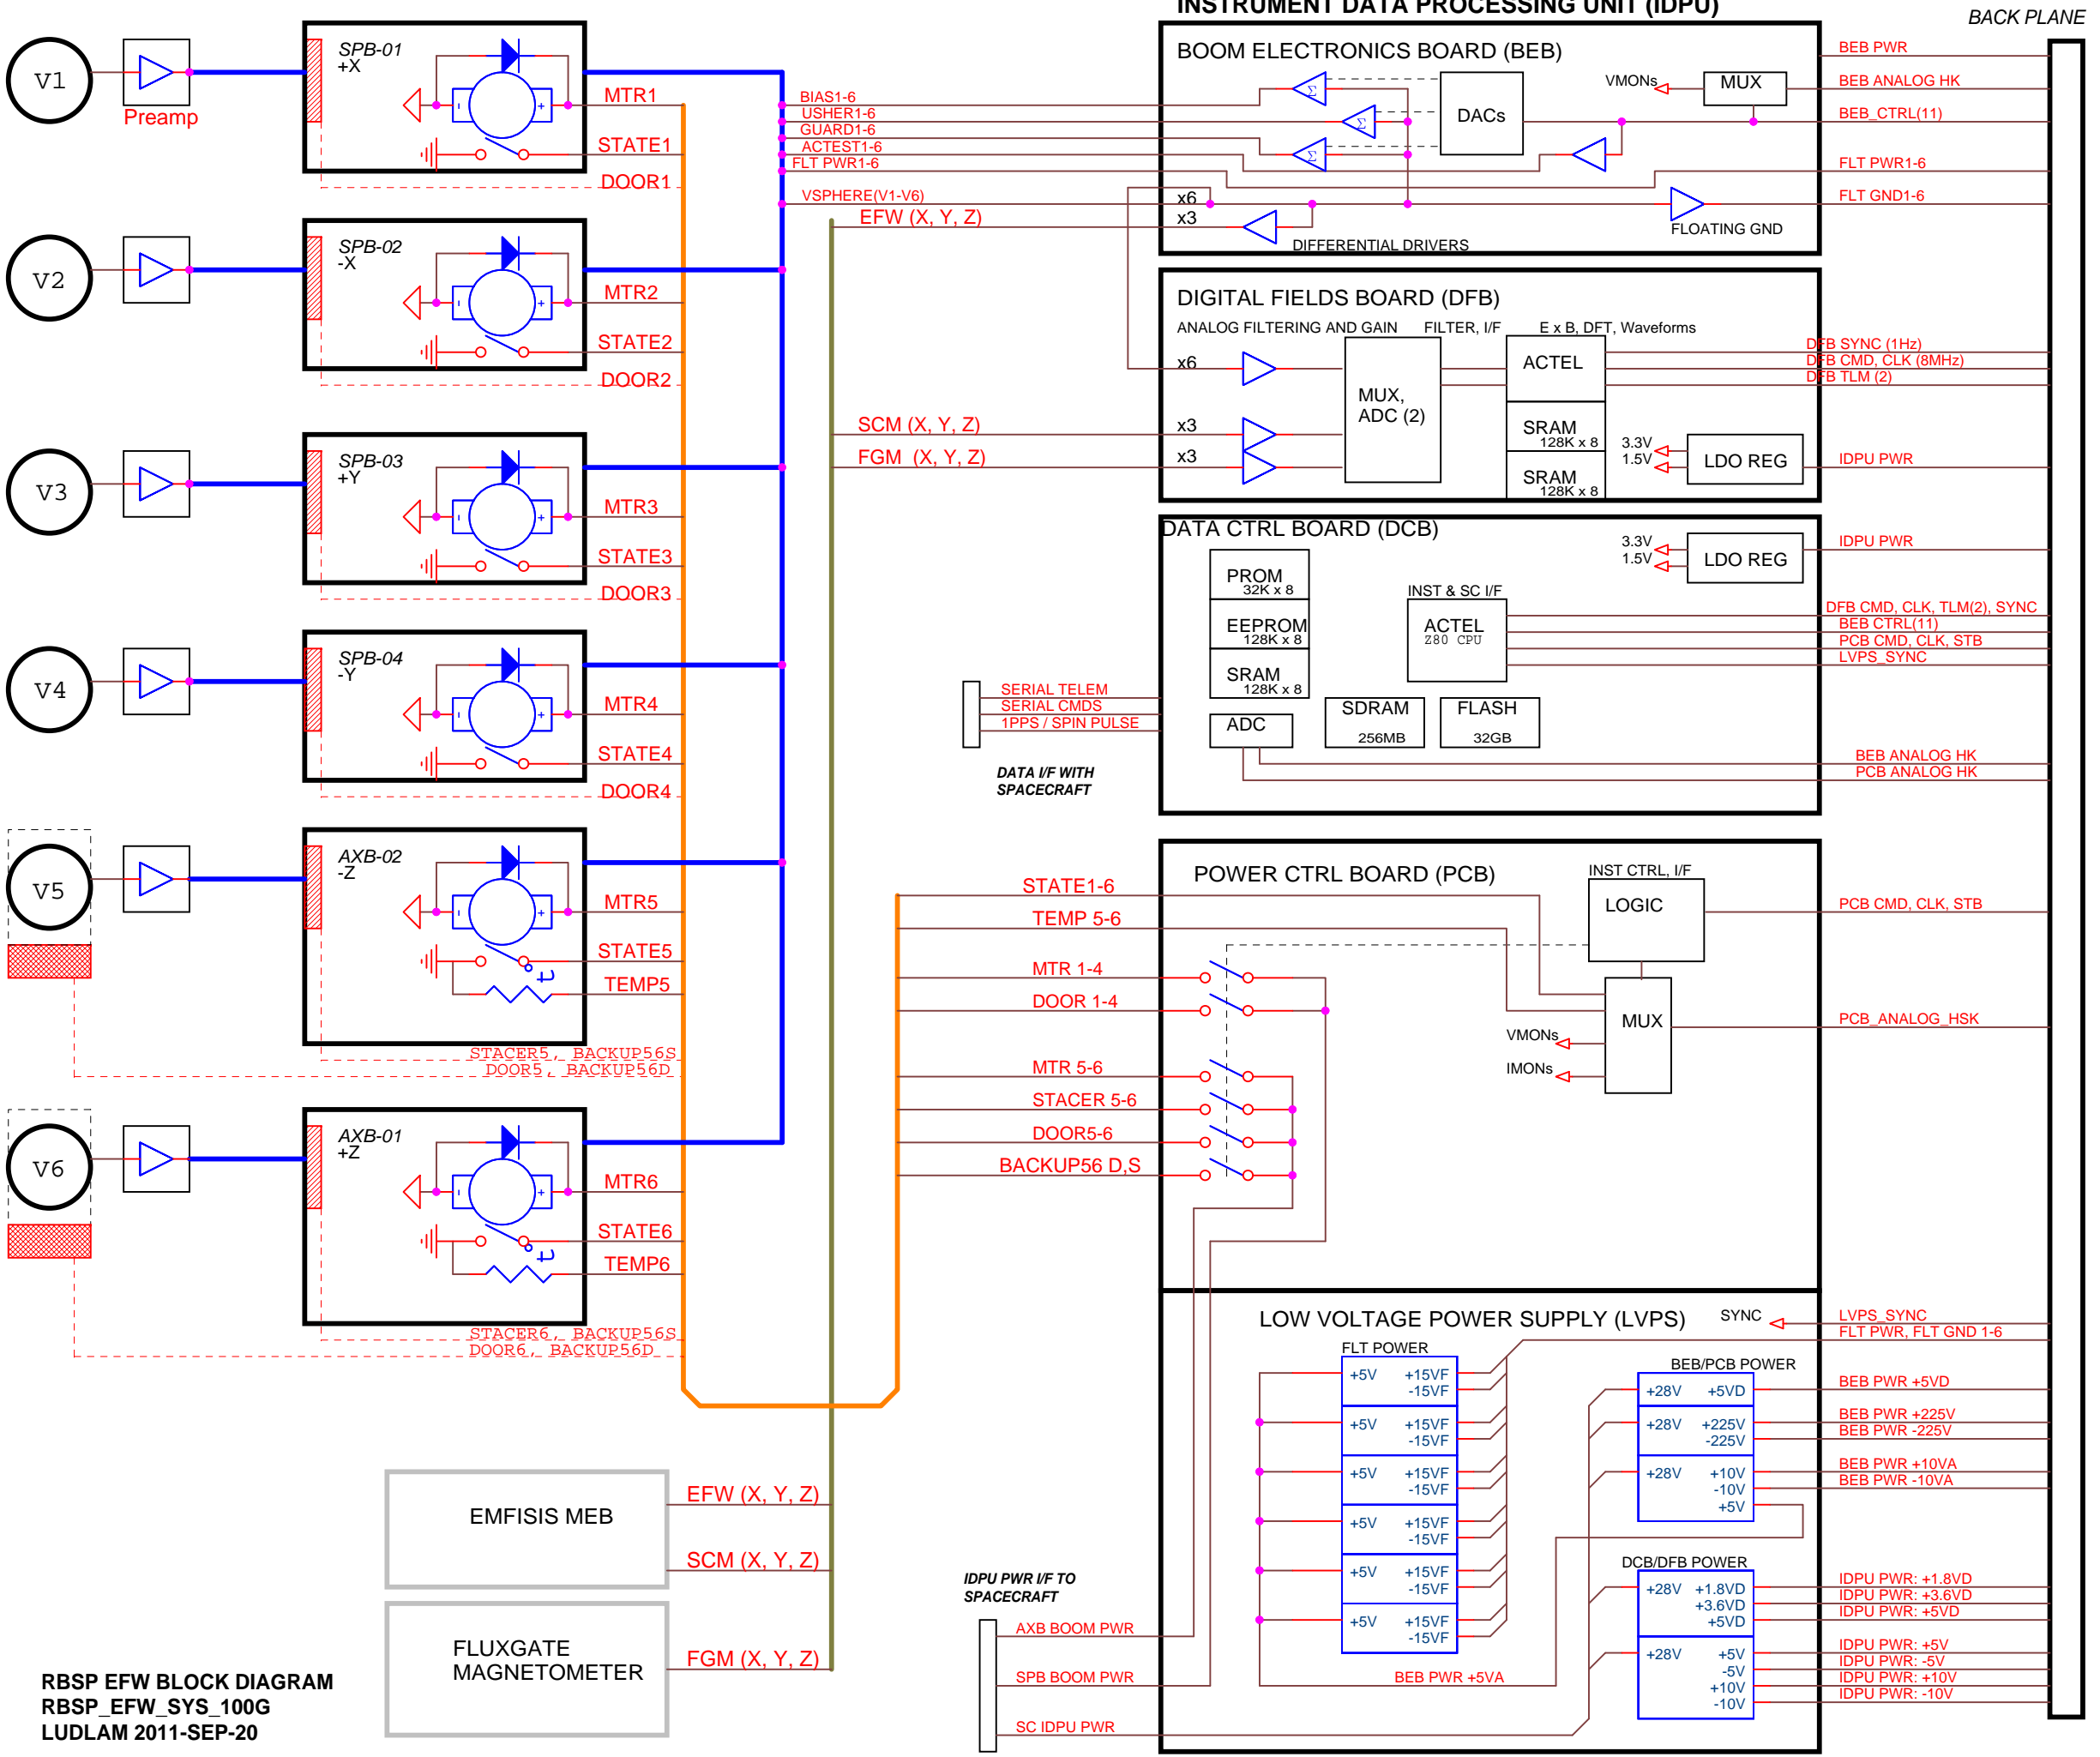 INSTRUMENT DATA PROCESSING UNIT (IDPU)
BACK PLANE
V1
Preamp
SPB-01
+X
-
+
MTR1
STATE1
DOOR1
V2
SPB-02
-X
-
+
MTR2
STATE2
DOOR2
V3
SPB-03
+Y
-
+
MTR3
STATE3
DOOR3
V4
SPB-04
-Y
-
+
MTR4
STATE4
DOOR4
V5
AXB-02
-Z
-
+
MTR5
STATE5
t
TEMP5
STACER5, BACKUP56S
DOOR5, BACKUP56D
V6
AXB-01
+Z
-
+
MTR6
STATE6
t
TEMP6
STACER6, BACKUP56S
DOOR6, BACKUP56D
BIAS1-6
USHER1-6
GUARD1-6
ACTEST1-6
FLT PWR1-6
VSPHERE(V1-V6)
EFW (X, Y, Z)
BOOM ELECTRONICS BOARD (BEB)
Σ
Σ
Σ
DACs
VMONs
MUX
x6
x3
DIFFERENTIAL DRIVERS
FLOATING GND
BEB PWR
BEB ANALOG HK
BEB_CTRL(11)
FLT PWR1-6
FLT GND1-6
DIGITAL FIELDS BOARD (DFB)
ANALOG FILTERING AND GAIN
FILTER, I/F
E x B, DFT, Waveforms
x6
x3
x3
SCM (X, Y, Z)
FGM (X, Y, Z)
MUX,
ADC (2)
ACTEL
SRAM
128K x 8
SRAM
128K x 8
3.3V
1.5V
LDO REG
DFB SYNC (1Hz)
DFB CMD, CLK (8MHz)
DFB TLM (2)
IDPU PWR
DATA CTRL BOARD (DCB)
PROM
32K x 8
EEPROM
128K x 8
SRAM
128K x 8
ADC
INST & SC I/F
ACTEL
Z80 CPU
SDRAM
256MB
FLASH
32GB
3.3V
1.5V
LDO REG
IDPU PWR
DFB CMD, CLK, TLM(2), SYNC
BEB CTRL(11)
PCB CMD, CLK, STB
LVPS_SYNC
BEB ANALOG HK
PCB ANALOG HK
SERIAL TELEM
SERIAL CMDS
1PPS / SPIN PULSE
DATA I/F WITH
SPACECRAFT
POWER CTRL BOARD (PCB)
INST CTRL, I/F
LOGIC
MUX
VMONs
IMONs
STATE1-6
TEMP 5-6
MTR 1-4
DOOR 1-4
MTR 5-6
STACER 5-6
DOOR5-6
BACKUP56 D,S
PCB CMD, CLK, STB
PCB_ANALOG_HSK
LOW VOLTAGE POWER SUPPLY (LVPS)
SYNC
LVPS_SYNC
FLT PWR, FLT GND 1-6
FLT POWER
+5V +15VF
-15VF
+5V +15VF
-15VF
+5V +15VF
-15VF
+5V +15VF
-15VF
+5V +15VF
-15VF
+5V +15VF
-15VF
BEB PWR +5VA
BEB/PCB POWER
+28V +5VD
+28V +225V
-225V
+28V +10V
-10V
+5V
BEB PWR +5VD
BEB PWR +225V
BEB PWR -225V
BEB PWR +10VA
BEB PWR -10VA
DCB/DFB POWER
+28V +1.8VD
+3.6VD
+5VD
+28V +5V
-5V
+10V
-10V
IDPU PWR: +1.8VD
IDPU PWR: +3.6VD
IDPU PWR: +5VD
IDPU PWR: +5V
IDPU PWR: -5V
IDPU PWR: +10V
IDPU PWR: -10V
EMFISIS MEB
EFW (X, Y, Z)
SCM (X, Y, Z)
FLUXGATE
MAGNETOMETER
FGM (X, Y, Z)
IDPU PWR I/F TO
SPACECRAFT
AXB BOOM PWR
SPB BOOM PWR
SC IDPU PWR
RBSP EFW BLOCK DIAGRAM
RBSP_EFW_SYS_100G
LUDLAM 2011-SEP-20